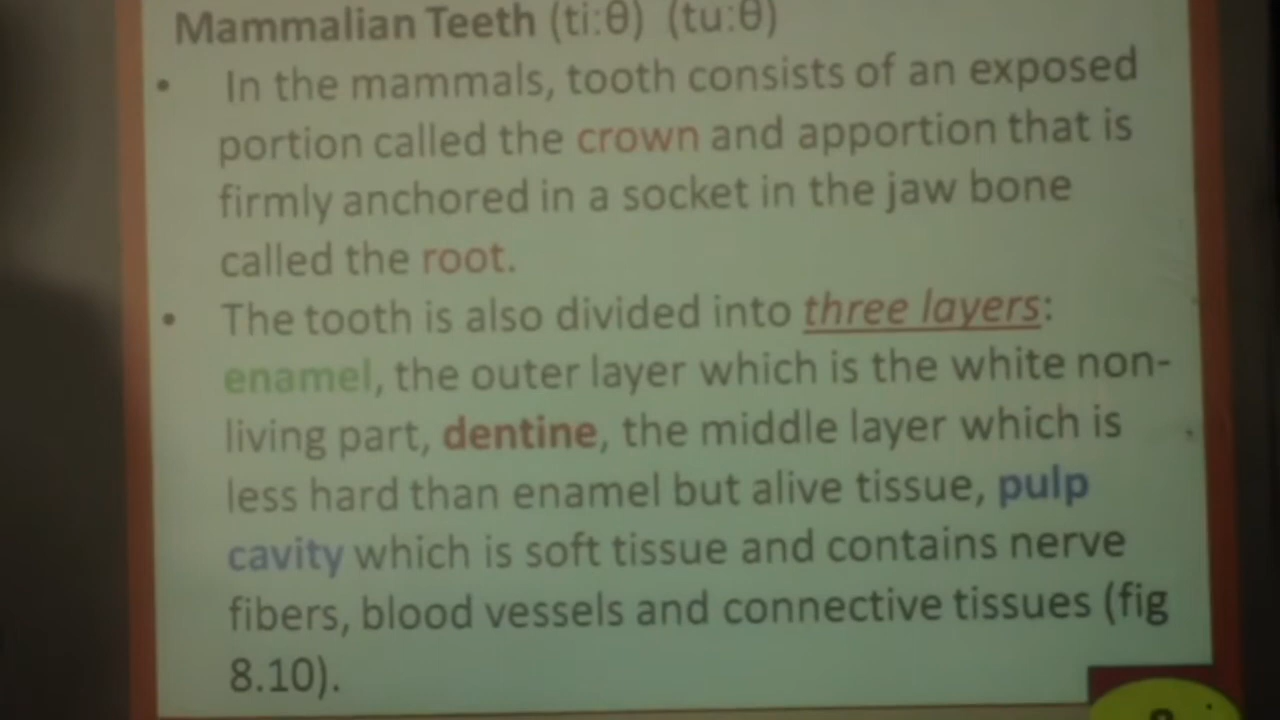 Mammalian Teeth (ti:θ) (tu:θ)
• In the mammals, tooth consists of an exposed
portion called the crown and apportion that is
firmly anchored in a socket in the jaw bone
called the root.
• The tooth is also divided into three layers:
enamel, the outer layer which is the white non-
living part, dentine, the middle layer which is
less hard than enamel but alive tissue, pulp
cavity which is soft tissue and contains nerve
fibers, blood vessels and connective tissues (fig
8.10).